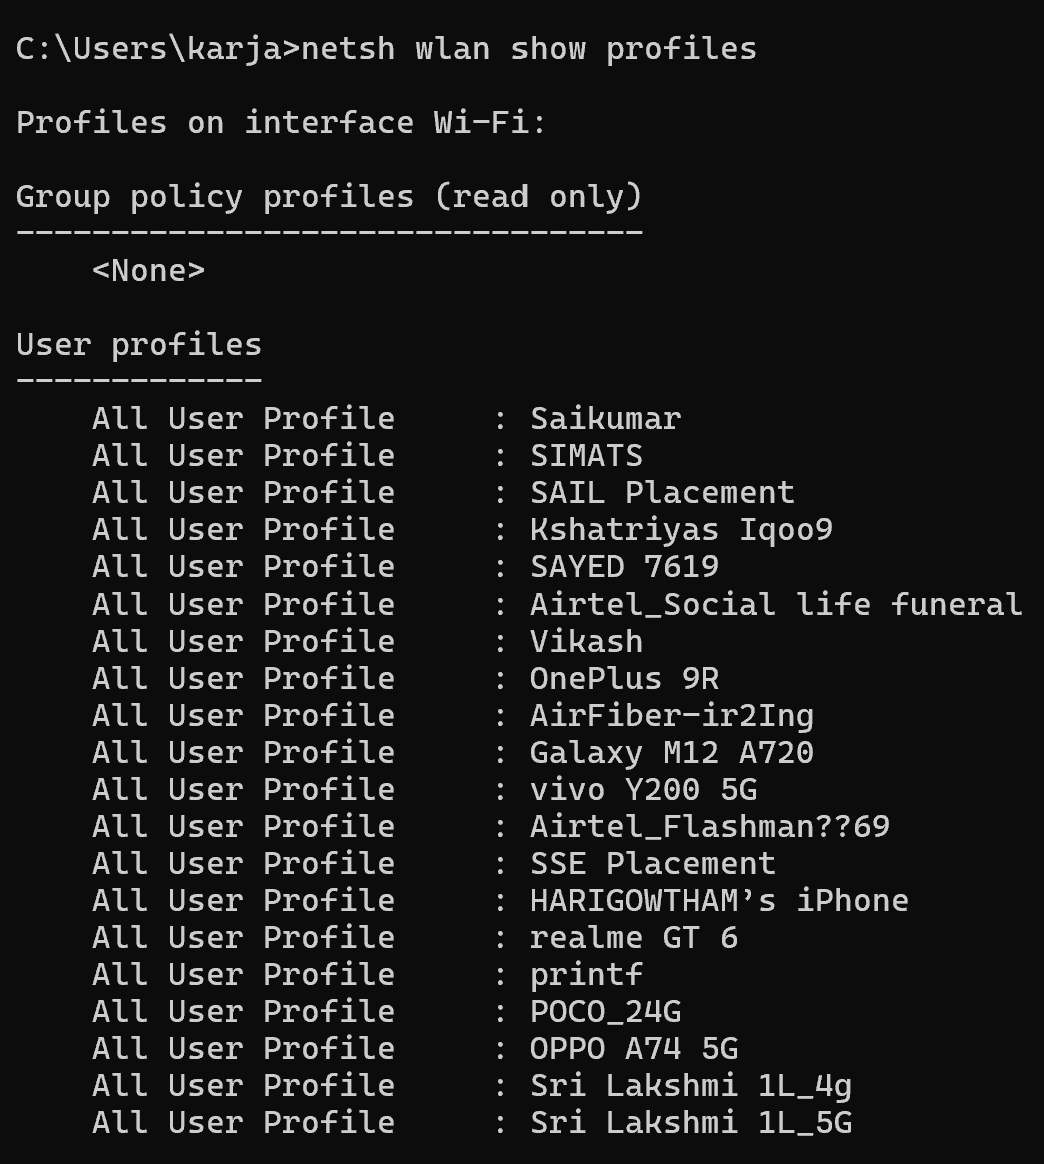 C:\Users\karja>netsh wlan show profiles
Profiles on interface Wi-Fi:
Group policy profiles (read only)
---------------------------------
    <None>
User profiles
-------------
    All User Profile     : Saikumar
    All User Profile     : SIMATS
    All User Profile     : SAIL Placement
    All User Profile     : Kshatriyas Iqoo9
    All User Profile     : SAYED 7619
    All User Profile     : Airtel_Social life funeral
    All User Profile     : Vikash
    All User Profile     : OnePlus 9R
    All User Profile     : AirFiber-ir2Ing
    All User Profile     : Galaxy M12 A720
    All User Profile     : vivo Y200 5G
    All User Profile     : Airtel_Flashman??69
    All User Profile     : SSE Placement
    All User Profile     : HARIGOWTHAM’s iPhone
    All User Profile     : realme GT 6
    All User Profile     : printf
    All User Profile     : POCO_24G
    All User Profile     : OPPO A74 5G
    All User Profile     : Sri Lakshmi 1L_4g
    All User Profile     : Sri Lakshmi 1L_5G